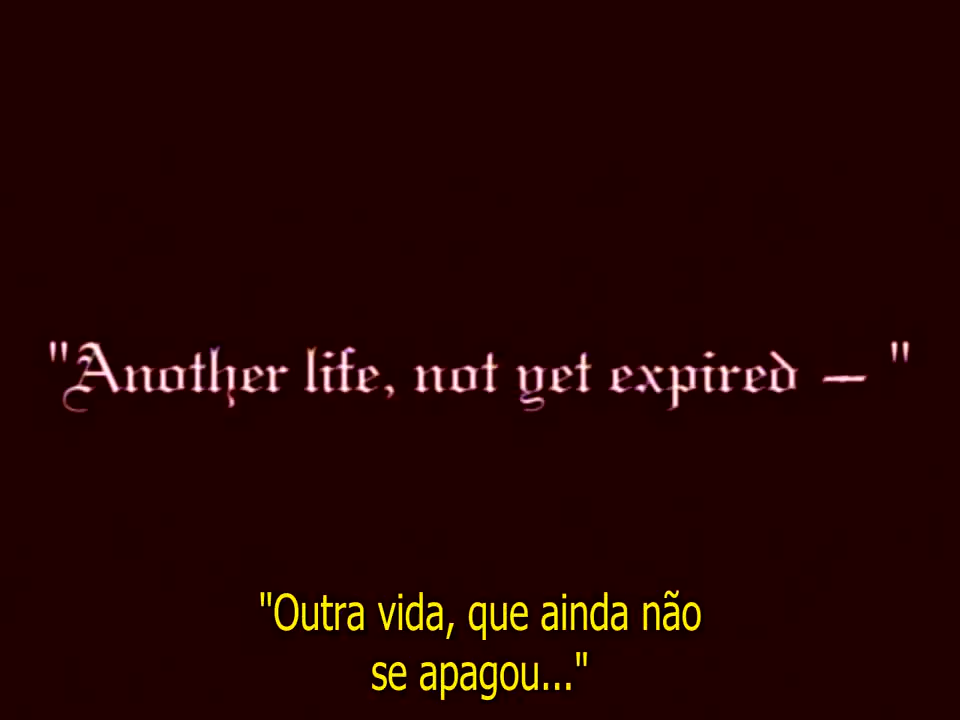 "Another life, not yet expired — "
"Outra vida, que ainda não
se apagou..."